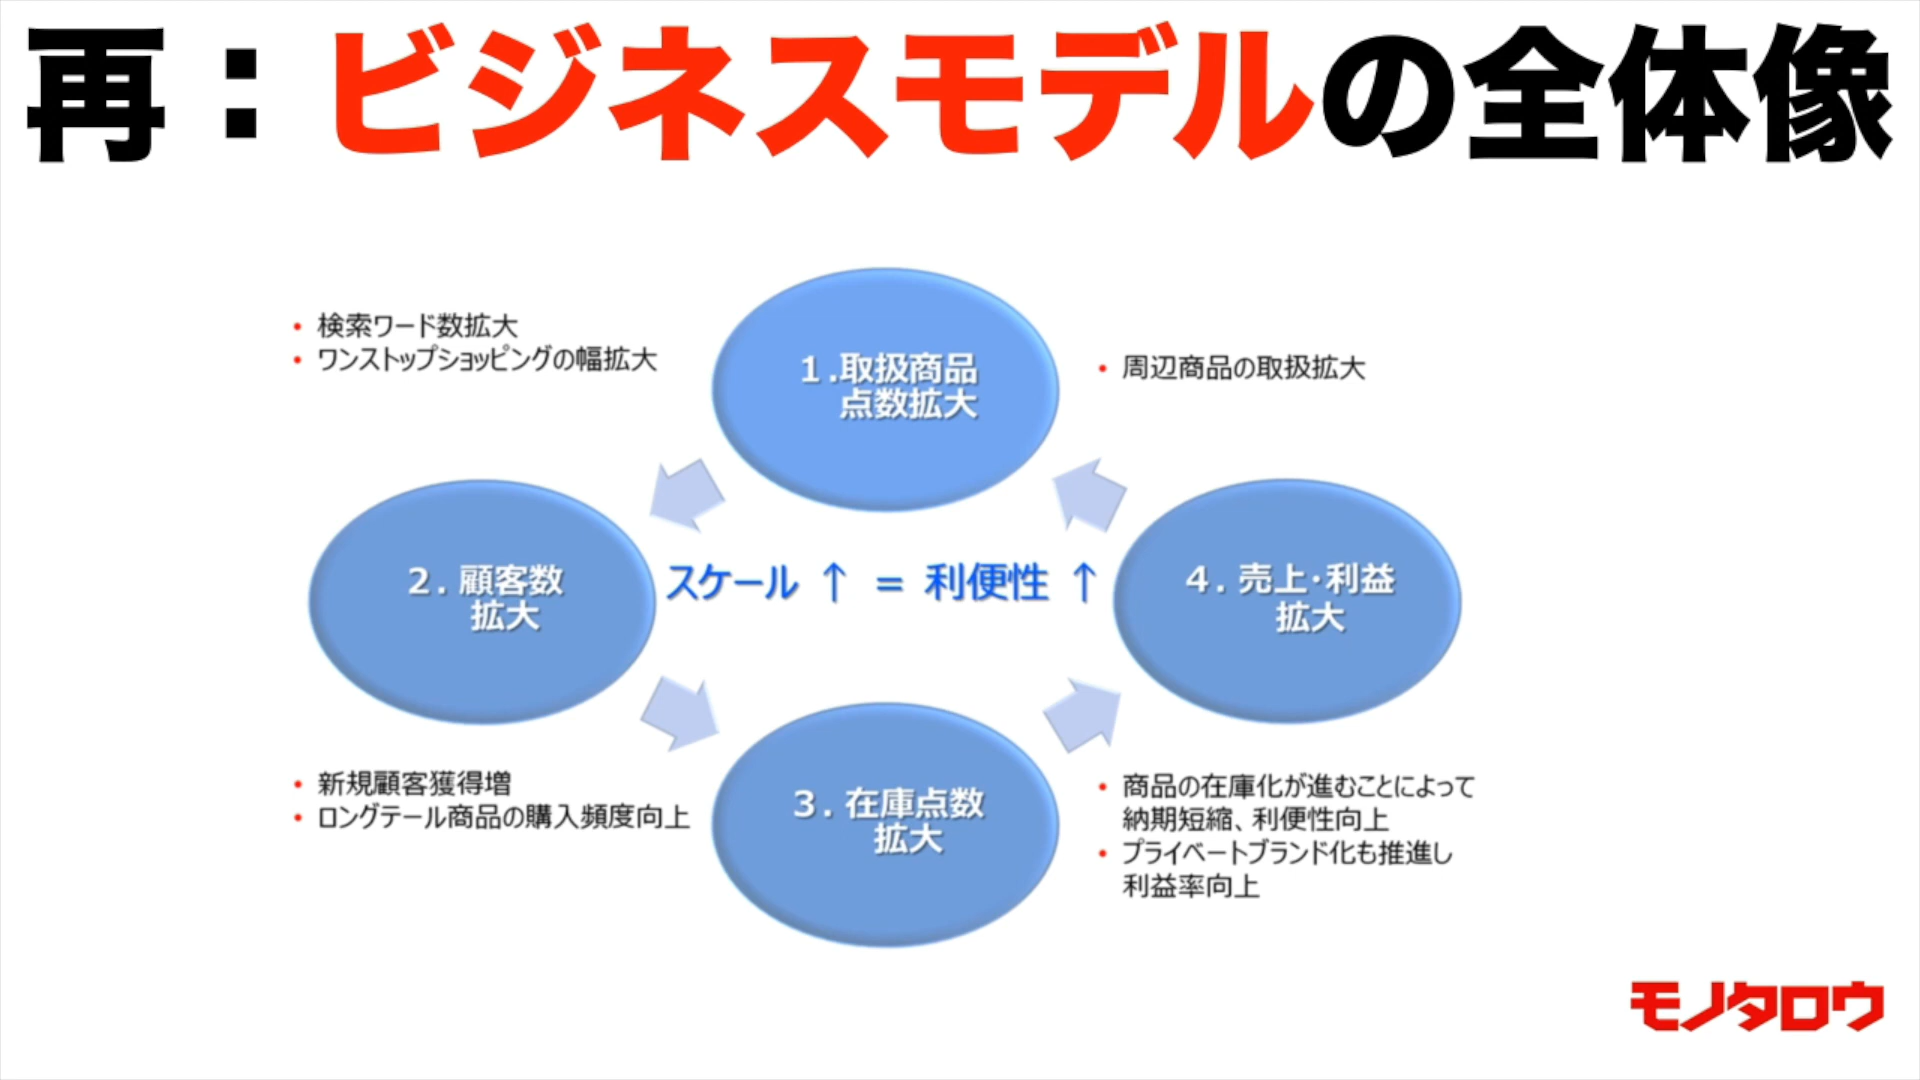 再：ビジネスモデルの全体像
• 検索ワード数拡大
• ワンストップショッピングの幅拡大
１.取扱商品
点数拡大
• 周辺商品の取扱拡大
２. 顧客数
拡大
スケール ↑ = 利便性 ↑
４. 売上・利益
拡大
• 新規顧客獲得増
• ロングテール商品の購入頻度向上
３. 在庫点数
拡大
• 商品の在庫化が進むことによって
納期短縮、利便性向上
• プライベートブランド化も推進し
利益率向上
モノタロウ